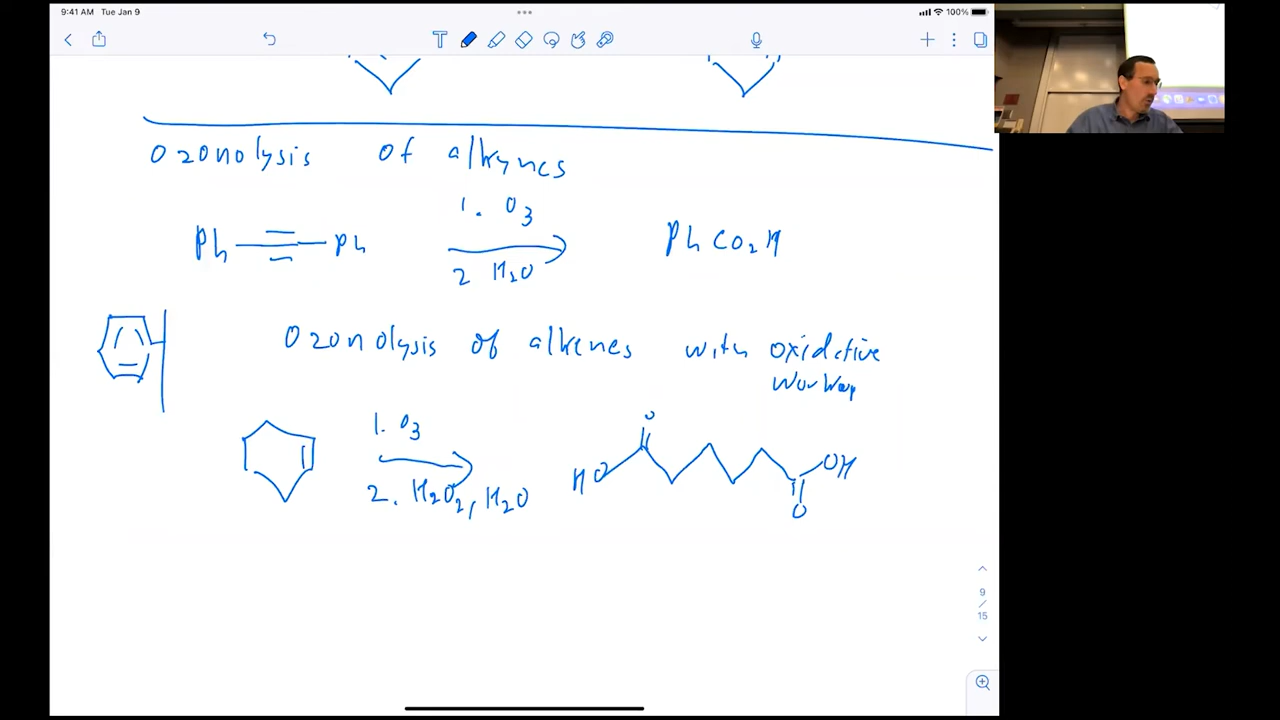 9:41 AM Tue Jan 9
100%
T
Ozonolysis of alkynes
1. O3
Ph Ph
PhCO2H
2 H2O
Ozonolysis of alkenes with oxidative
workup
1. O3
2. H2O2, H2O
O
HO
OH
O
9
/
15